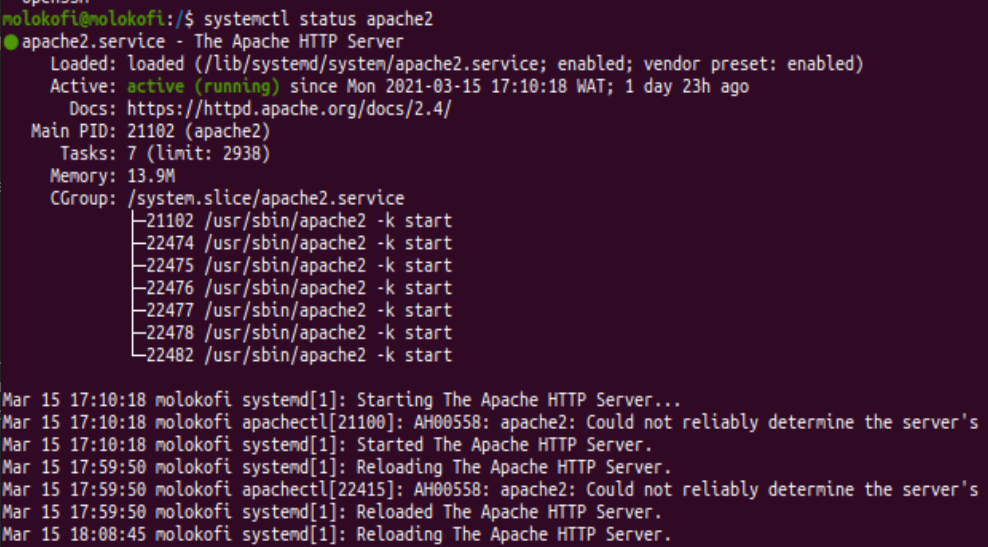 molokofi@molokofi:/$ systemctl status apache2
● apache2.service - The Apache HTTP Server
Loaded: loaded (/lib/systemd/system/apache2.service; enabled; vendor preset: enabled)
Active: active (running) since Mon 2021-03-15 17:10:18 WAT; 1 day 23h ago
Docs: https://httpd.apache.org/docs/2.4/
Main PID: 21102 (apache2)
Tasks: 7 (limit: 2938)
Memory: 13.9M
CGroup: /system.slice/apache2.service
├─21102 /usr/sbin/apache2 -k start
├─22474 /usr/sbin/apache2 -k start
├─22475 /usr/sbin/apache2 -k start
├─22476 /usr/sbin/apache2 -k start
├─22477 /usr/sbin/apache2 -k start
├─22478 /usr/sbin/apache2 -k start
└─22482 /usr/sbin/apache2 -k start
Mar 15 17:10:18 molokofi systemd[1]: Starting The Apache HTTP Server...
Mar 15 17:10:18 molokofi apachectl[21100]: AH00558: apache2: Could not reliably determine the server's
Mar 15 17:10:18 molokofi systemd[1]: Started The Apache HTTP Server.
Mar 15 17:59:50 molokofi systemd[1]: Reloading The Apache HTTP Server.
Mar 15 17:59:50 molokofi apachectl[22415]: AH00558: apache2: Could not reliably determine the server's
Mar 15 17:59:50 molokofi systemd[1]: Reloaded The Apache HTTP Server.
Mar 15 18:08:45 molokofi systemd[1]: Reloading The Apache HTTP Server.